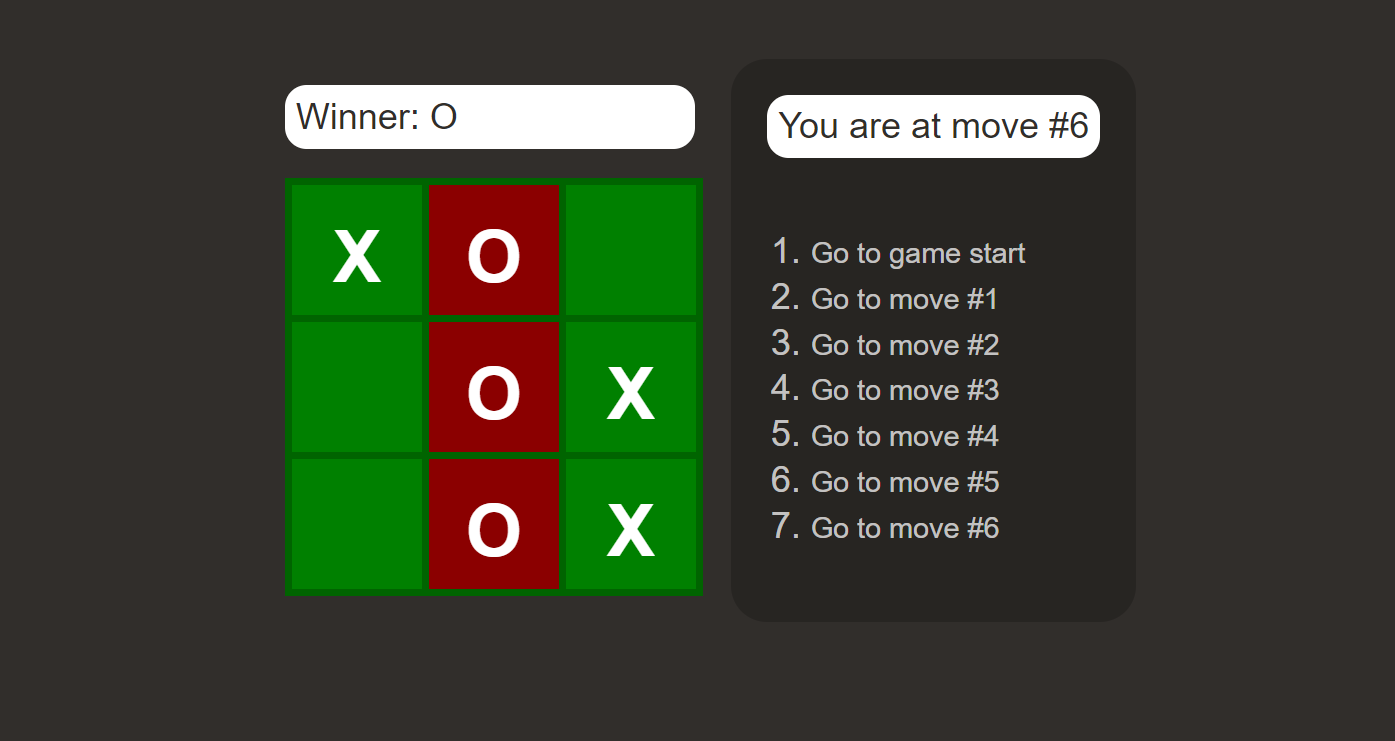 Winner: O
X O
O X
O X
You are at move #6
1. Go to game start
2. Go to move #1
3. Go to move #2
4. Go to move #3
5. Go to move #4
6. Go to move #5
7. Go to move #6